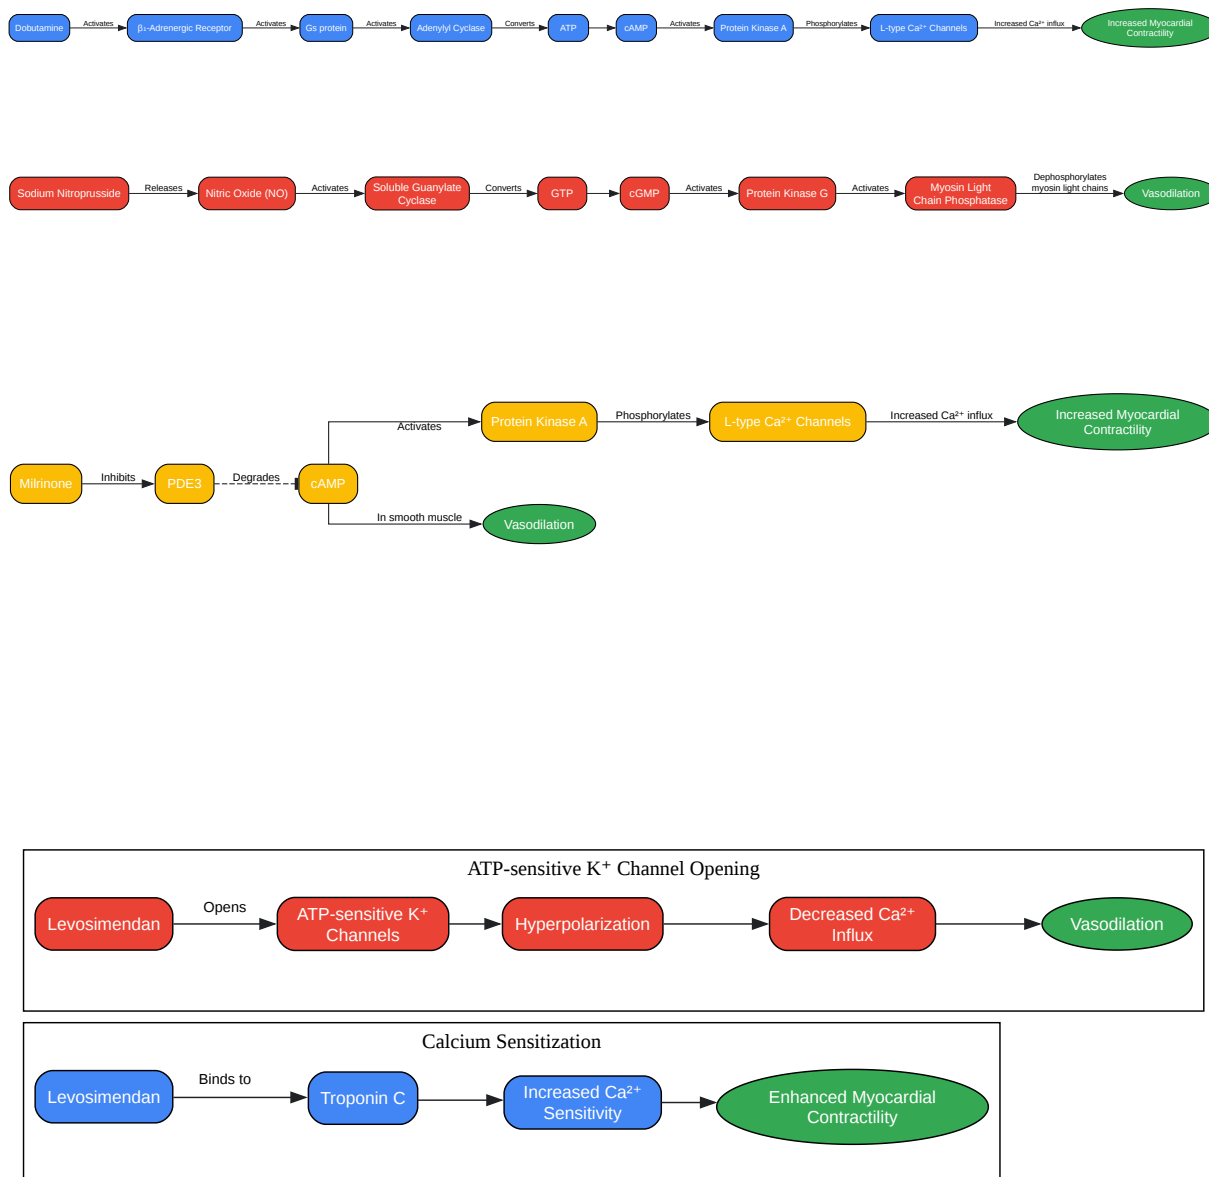 Dobutamine
Activates
β₁-Adrenergic Receptor
Activates
Gs protein
Activates
Adenylyl Cyclase
Converts
ATP
cAMP
Activates
Protein Kinase A
Phosphorylates
L-type Ca²⁺ Channels
Increased Ca²⁺ influx
Increased Myocardial
Contractility
Sodium Nitroprusside
Releases
Nitric Oxide (NO)
Activates
Soluble Guanylate
Cyclase
Converts
GTP
cGMP
Activates
Protein Kinase G
Activates
Myosin Light
Chain Phosphatase
Dephosphorylates
myosin light chains
Vasodilation
Milrinone
Inhibits
PDE3
Degrades
cAMP
Activates
Protein Kinase A
Phosphorylates
L-type Ca²⁺ Channels
Increased Ca²⁺ influx
Increased Myocardial
Contractility
In smooth muscle
Vasodilation
ATP-sensitive K⁺ Channel Opening
Levosimendan
Opens
ATP-sensitive K⁺
Channels
Hyperpolarization
Decreased Ca²⁺
Influx
Vasodilation
Calcium Sensitization
Levosimendan
Binds to
Troponin C
Increased Ca²⁺
Sensitivity
Enhanced Myocardial
Contractility